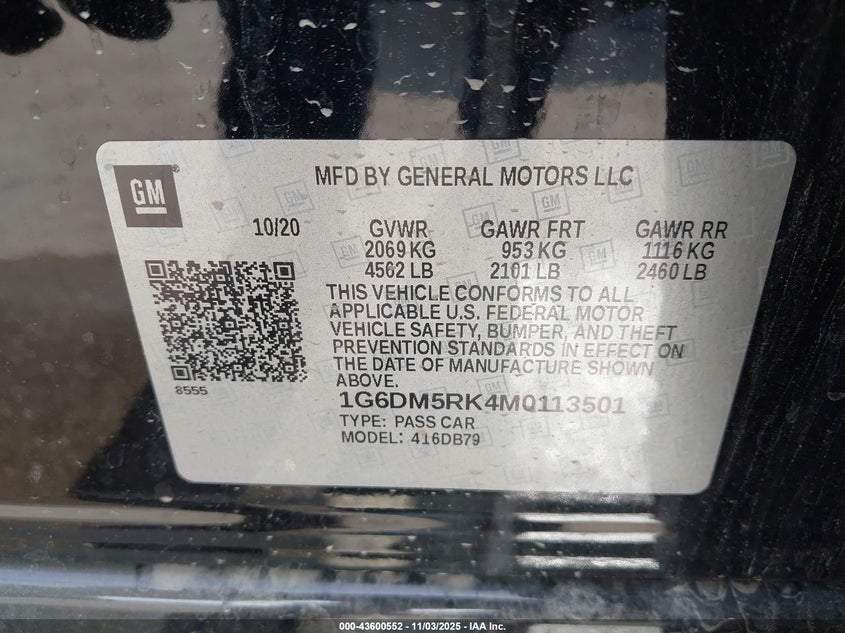 GM
MFD BY GENERAL MOTORS LLC
10/20 GVWR GAWR FRT GAWR RR
2069 KG 953 KG 1116 KG
4562 LB 2101 LB 2460 LB
THIS VEHICLE CONFORMS TO ALL
APPLICABLE U.S. FEDERAL MOTOR
VEHICLE SAFETY, BUMPER, AND THEFT
PREVENTION STANDARDS IN EFFECT ON
THE DATE OF MANUFACTURE SHOWN
ABOVE.
8555
1G6DM5RK4M0113501
TYPE: PASS CAR
MODEL: 416DB79
000-43600552 - 11/03/2025 - IAA Inc.